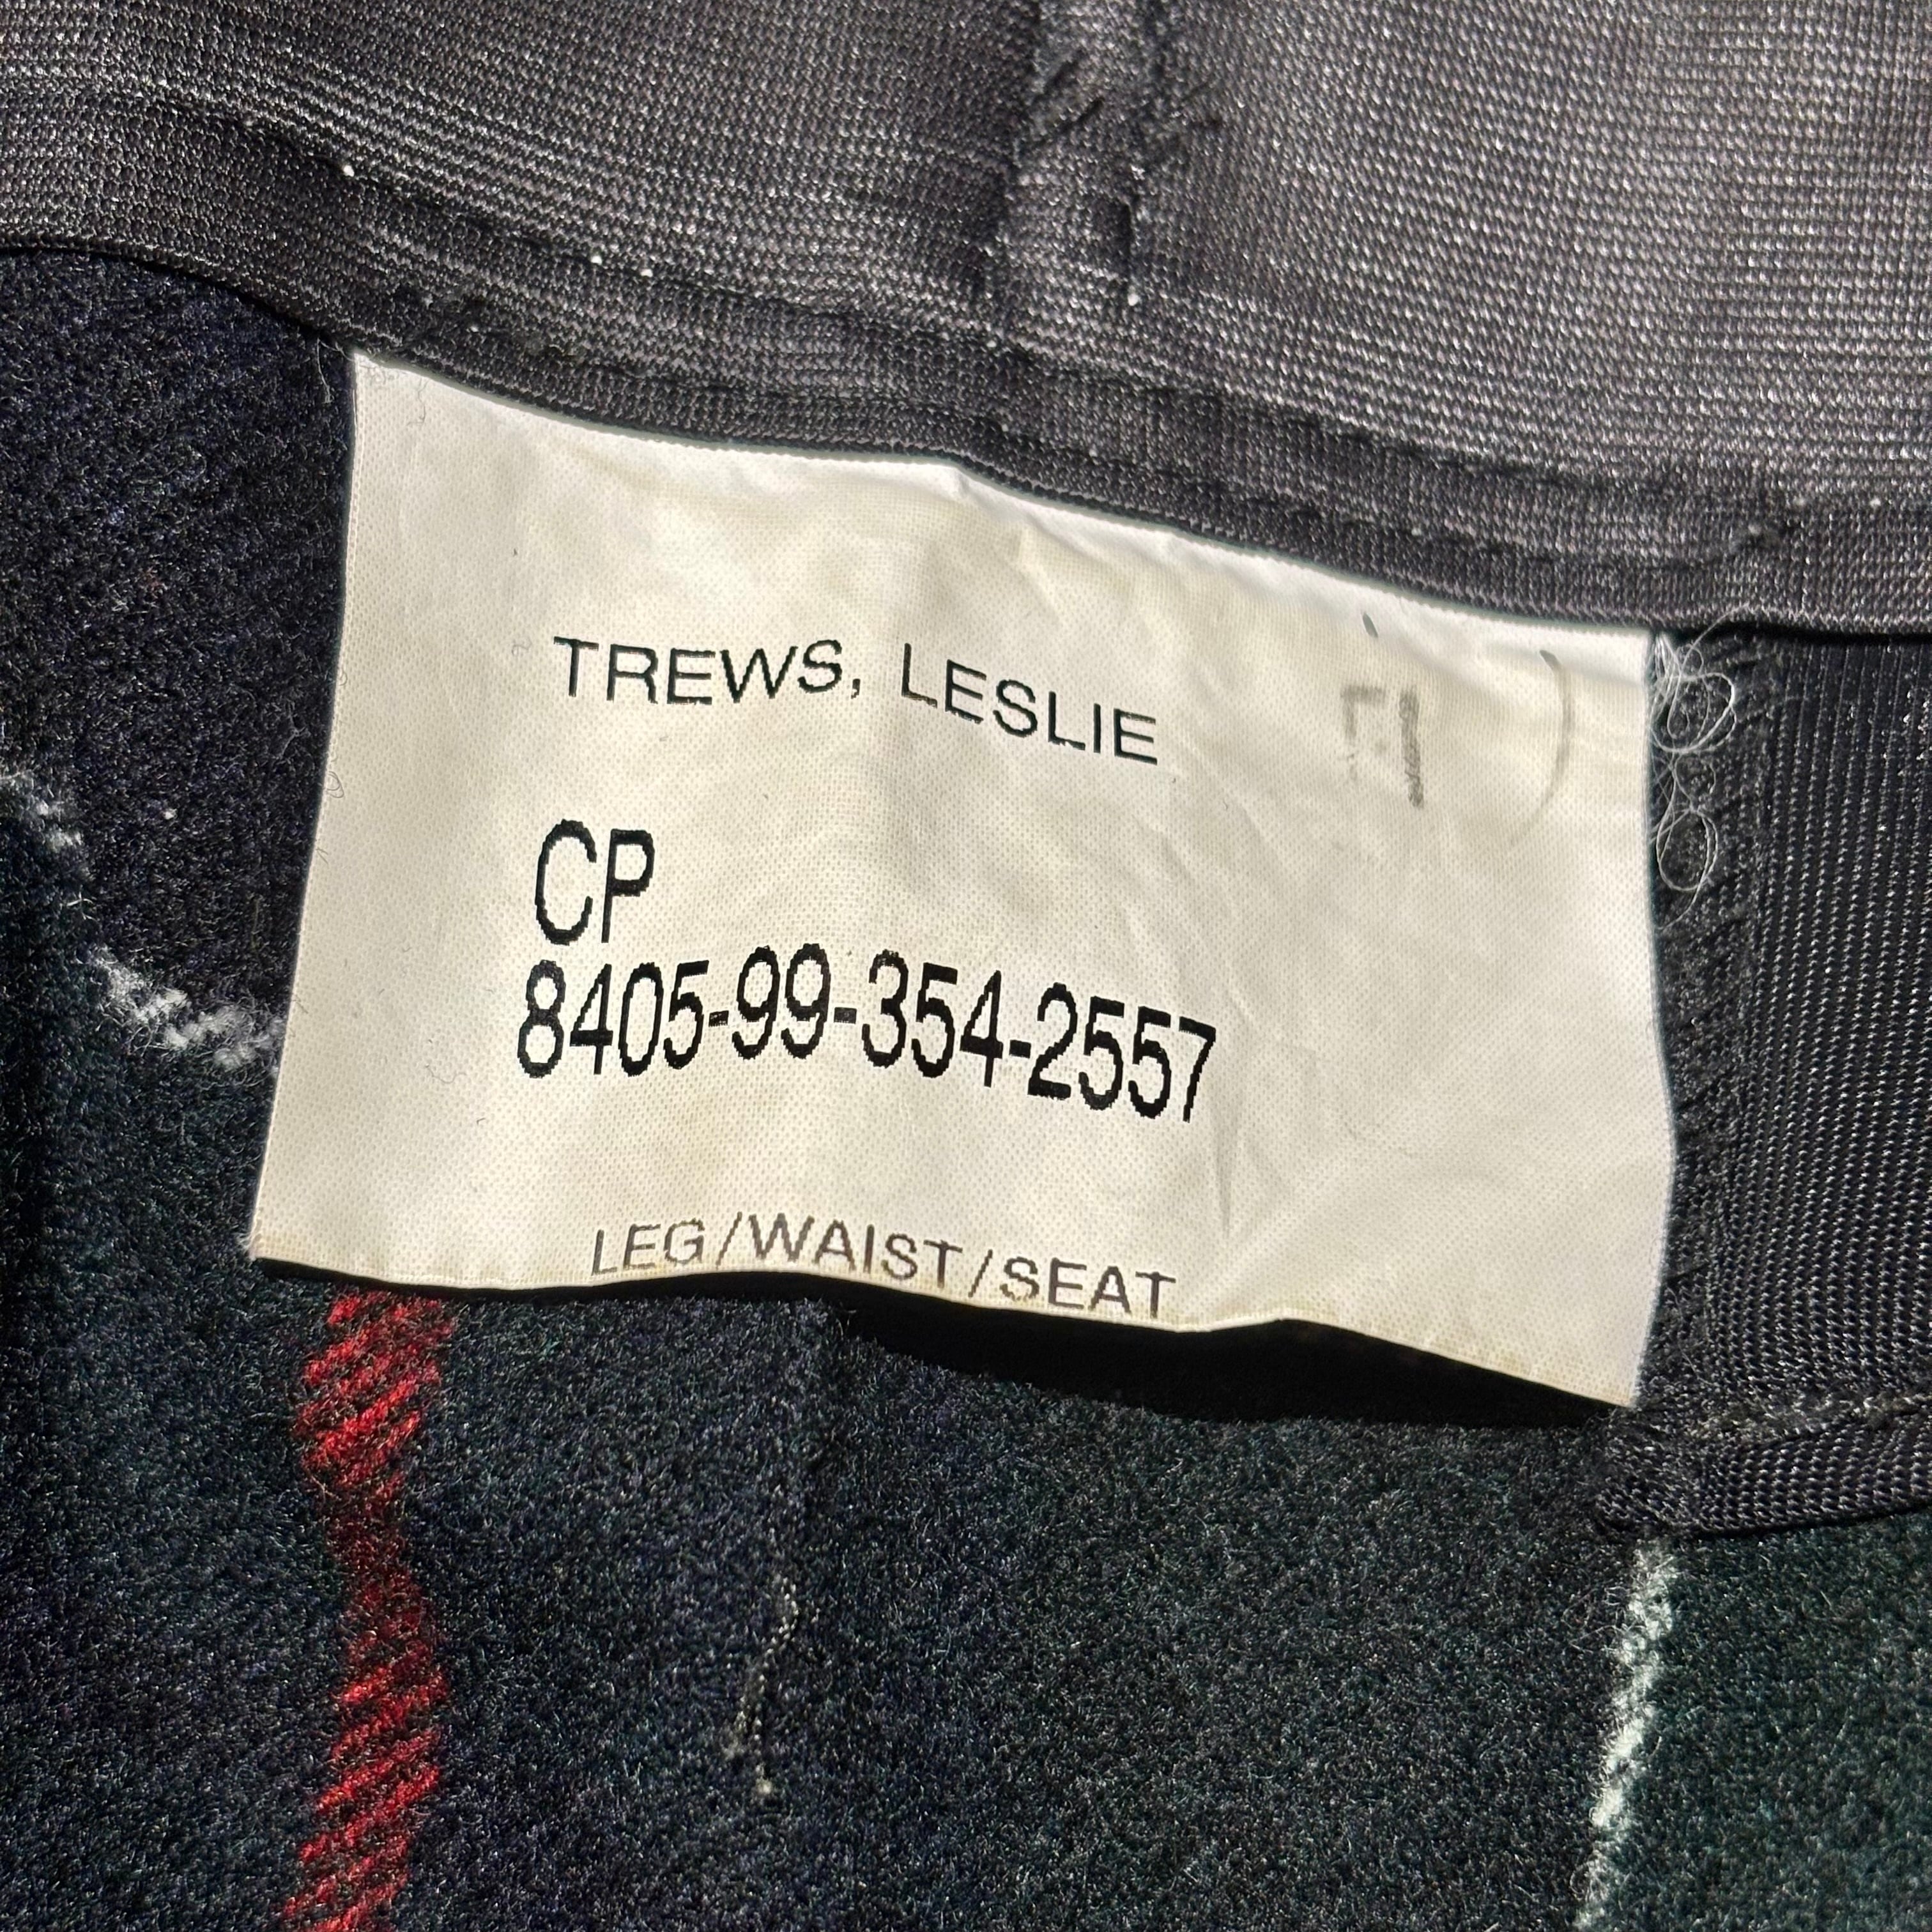 TREWS, LESLIE
CP
8405-99-354-2557
LEG/WAIST/SEAT